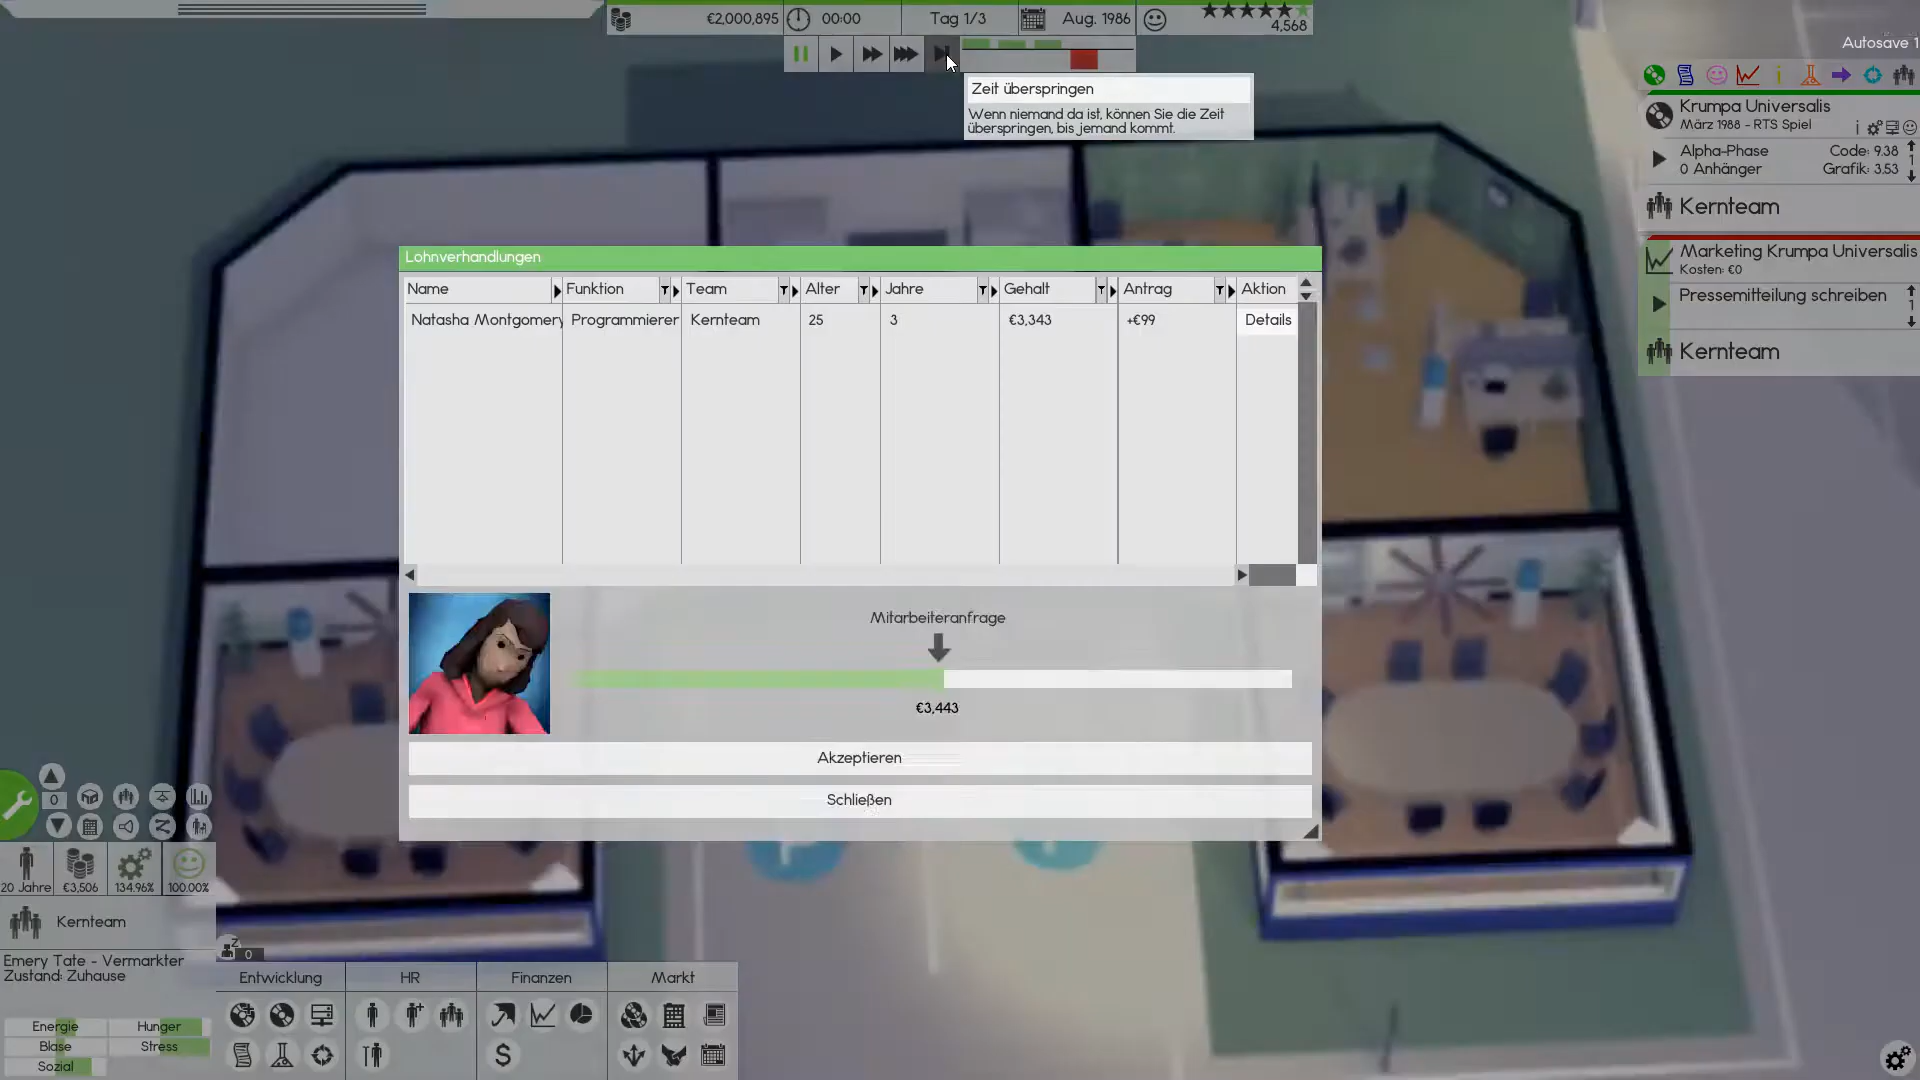 €2,000,895
00:00
Tag 1/3
Aug. 1986
4,568
Autosave 1
Zeit überspringen
Wenn niemand da ist, können Sie die Zeit
überspringen, bis jemand kommt.
Krumpa Universalis
März 1988 - RTS Spiel
Alpha-Phase
Code: 9.38
0 Anhänger
Grafik: 3.53
1
Kernteam
Marketing Krumpa Universalis
Kosten: €0
Pressemitteilung schreiben
1
Kernteam
Lohnverhandlungen
Name Funktion Team Alter Jahre Gehalt Antrag Aktion
Natasha Montgomery Programmierer Kernteam 25 3 €3,343 +€99 Details
Mitarbeiteranfrage
€3,443
Akzeptieren
Schließen
0
20 Jahre €3,506 134.96% 100.00%
Kernteam
Emery Tate - Vermarkter
Zustand: Zuhause
Energie Hunger
Blase Stress
Sozial
Z
0
Entwicklung HR Finanzen Markt